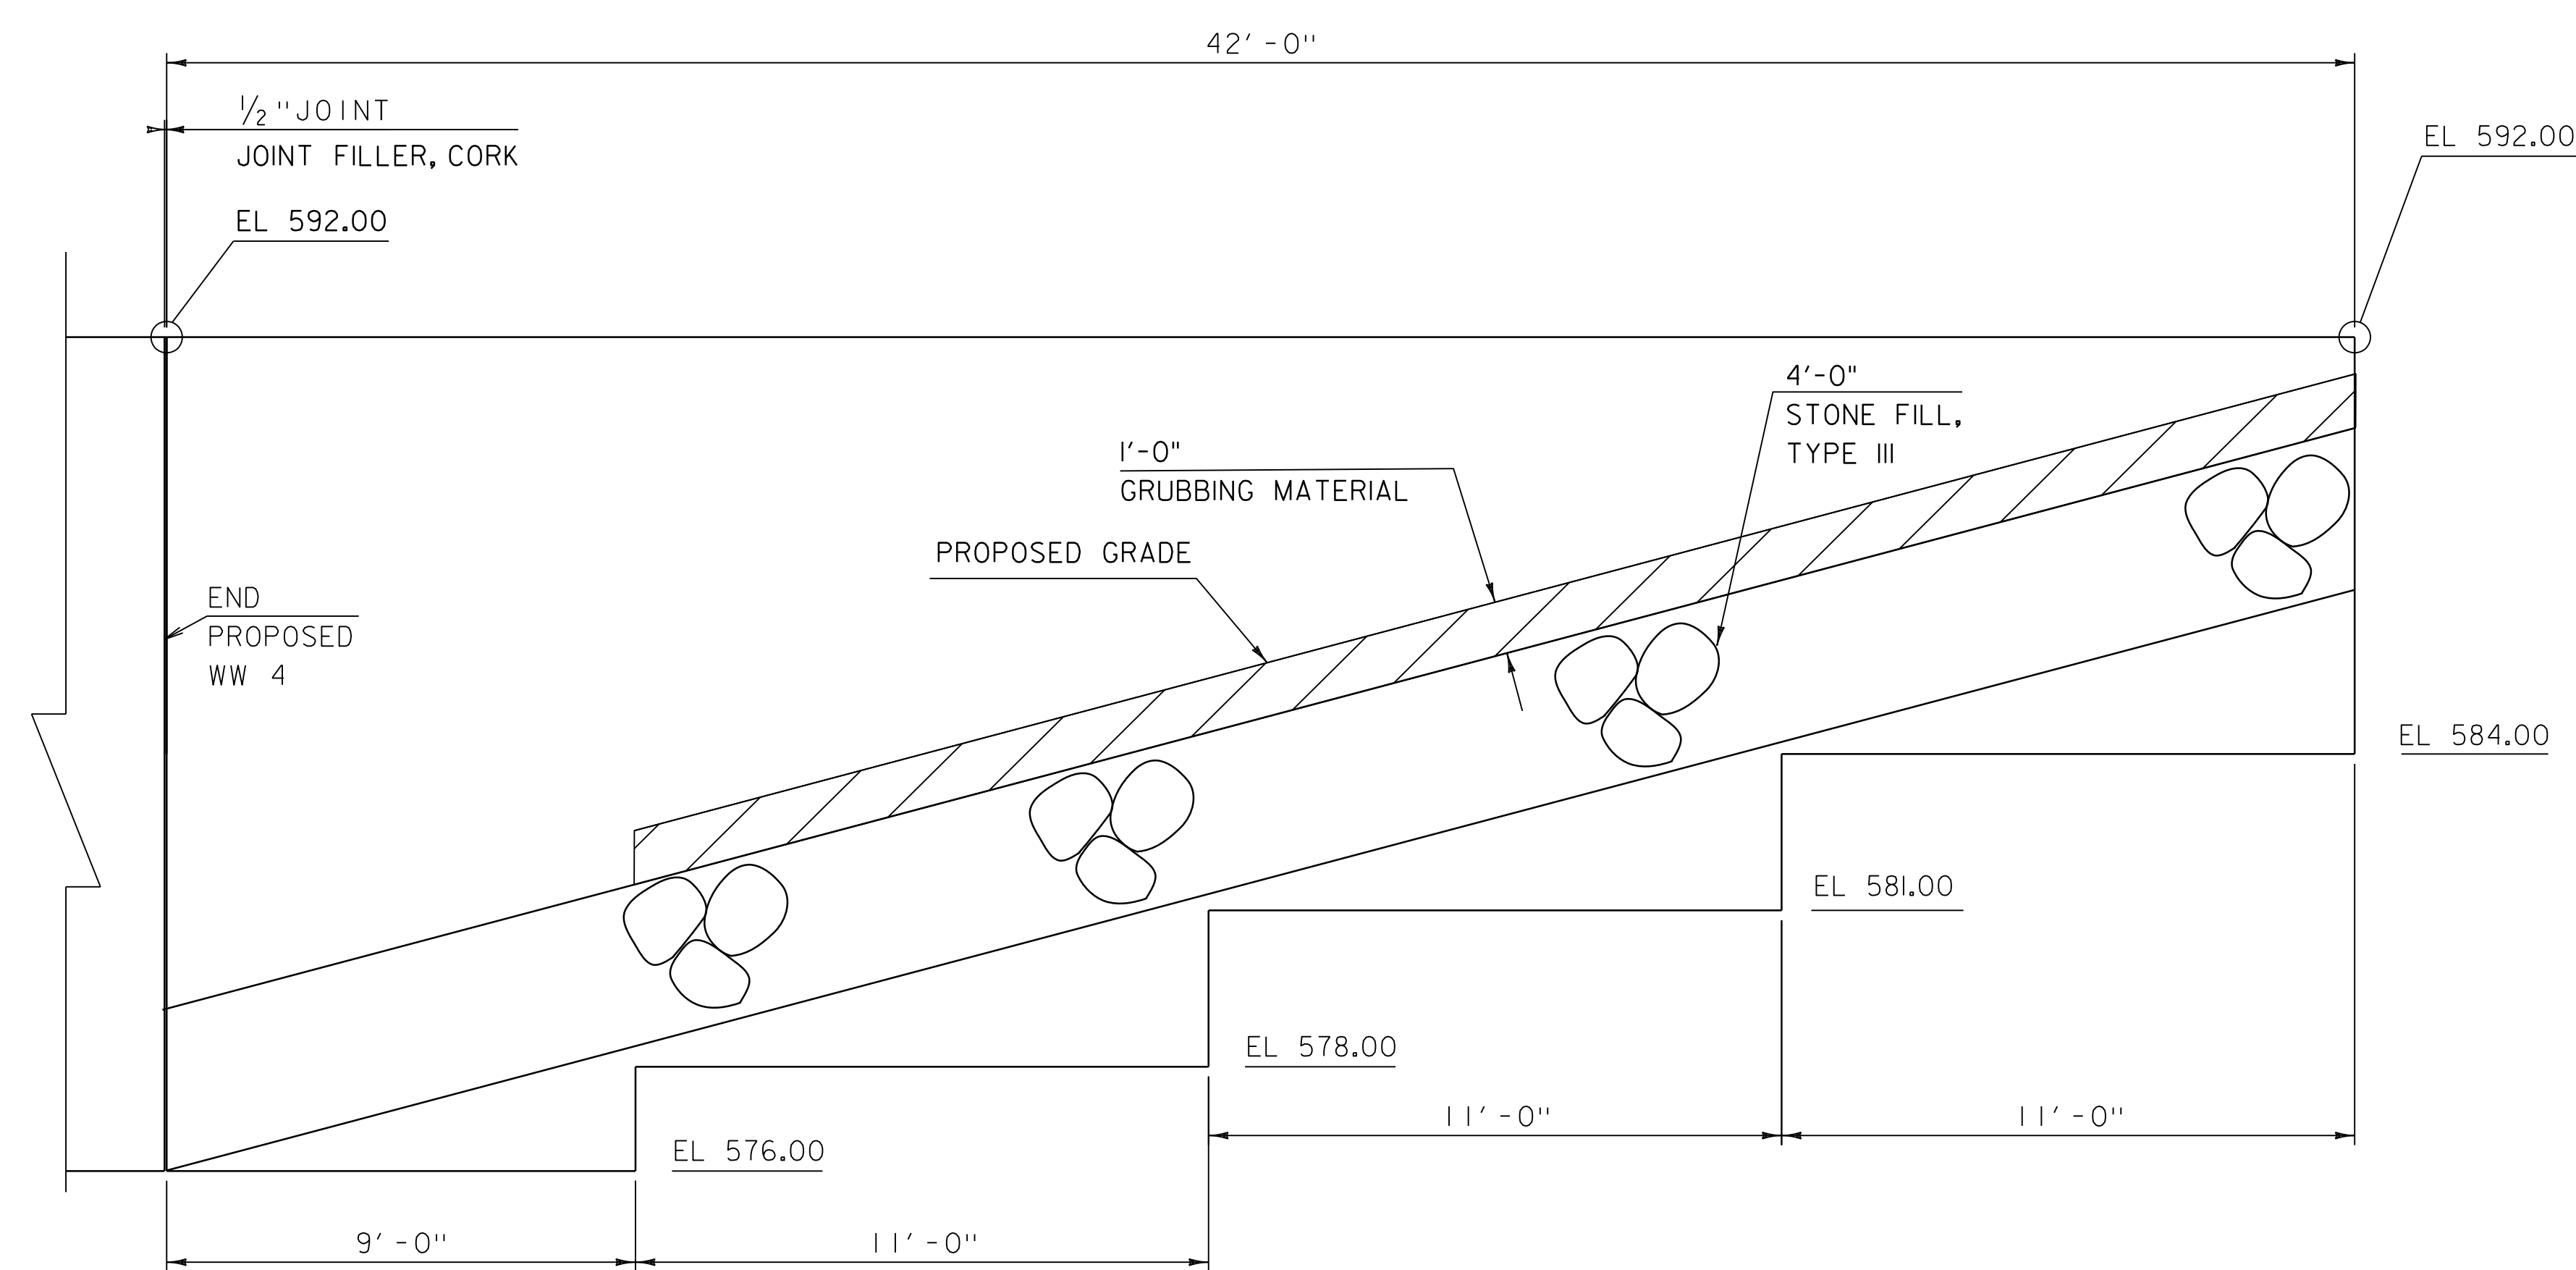 42'-0"
1/2" JOINT
JOINT FILLER, CORK
EL 592.00
EL 592.00
4'-0"
STONE FILL,
TYPE III
1'-0"
GRUBBING MATERIAL
PROPOSED GRADE
END
PROPOSED
WW 4
EL 584.00
EL 581.00
EL 578.00
11'-0"
11'-0"
EL 576.00
9'-0"
11'-0"